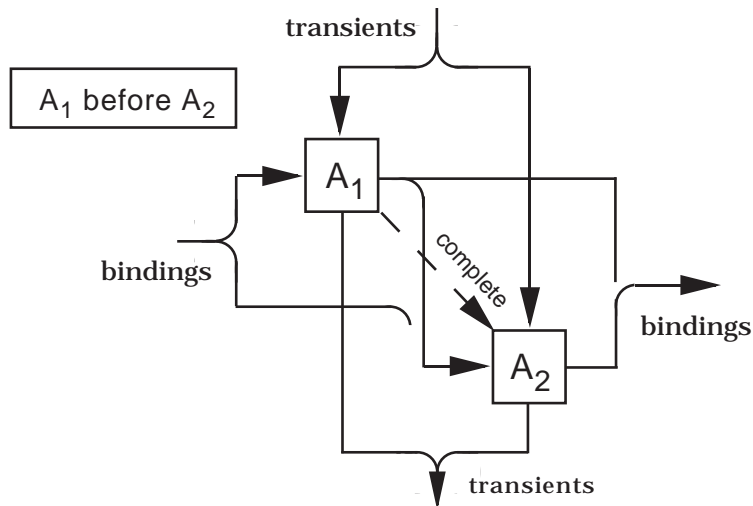 transients
A₁ before A₂
A₁
complete
bindings
bindings
A₂
transients